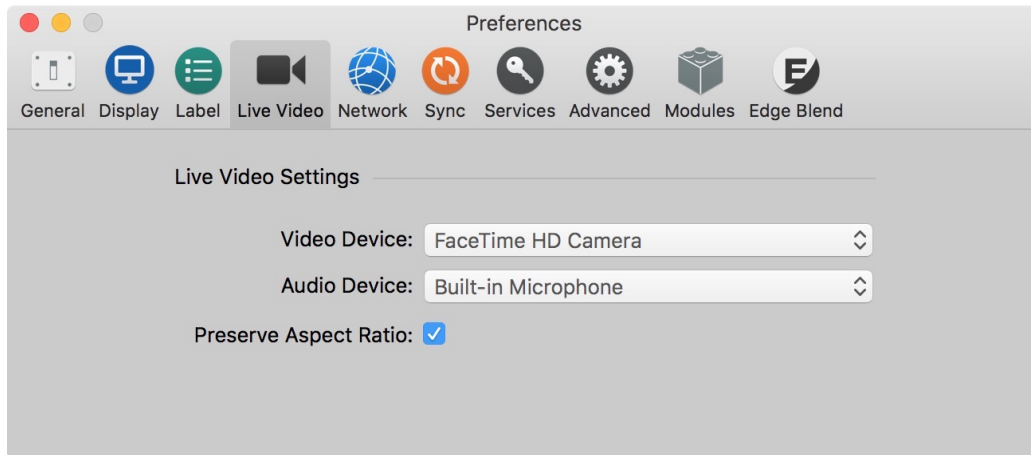 Preferences
General Display Label Live Video Network Sync Services Advanced Modules Edge Blend
Live Video Settings
Video Device: FaceTime HD Camera
Audio Device: Built-in Microphone
Preserve Aspect Ratio: